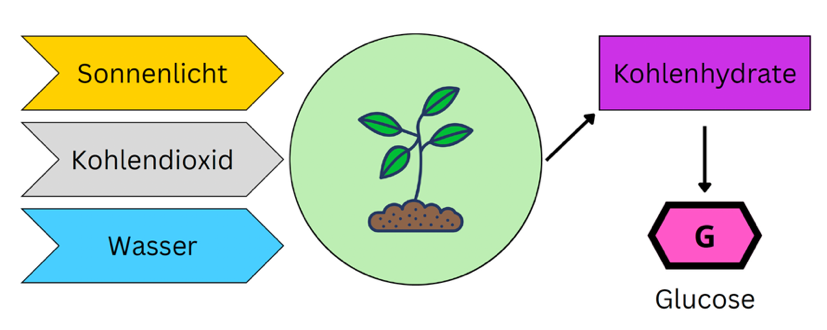 Sonnenlicht
Kohlendioxid
Wasser
Kohlenhydrate
G
Glucose